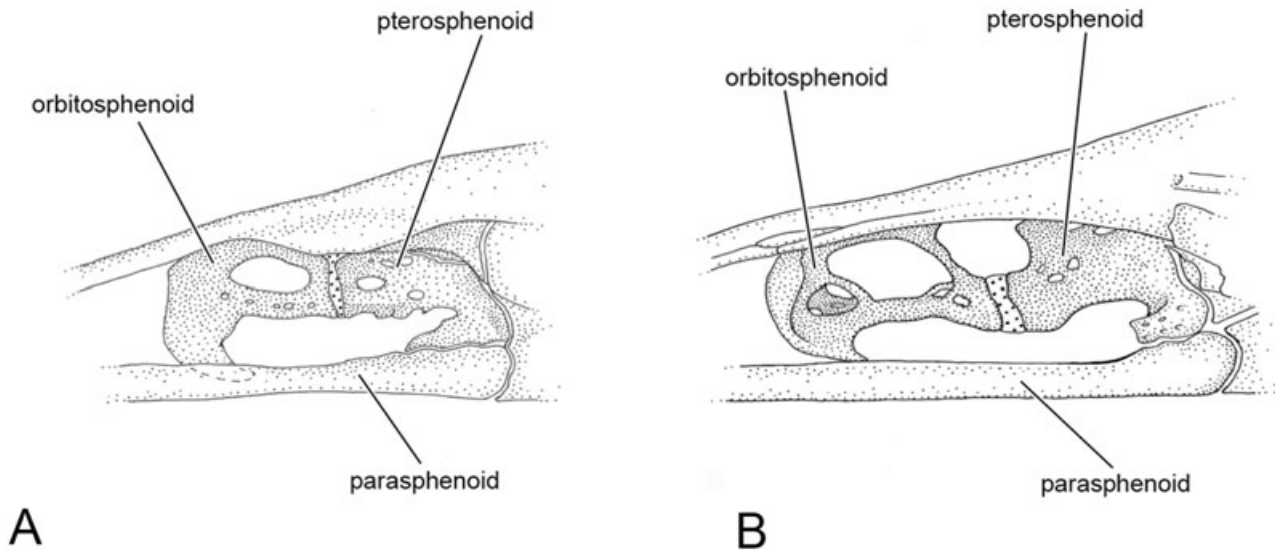 pterosphenoid
orbitosphenoid
parasphenoid
A
pterosphenoid
orbitosphenoid
parasphenoid
B